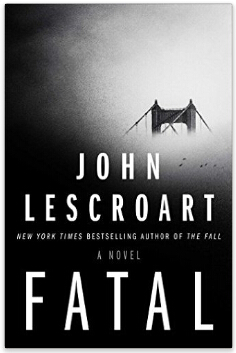 JOHN
LESCROART
NEW YORK TIMES BESTSELLING AUTHOR OF THE FALL
A NOVEL
FATAL